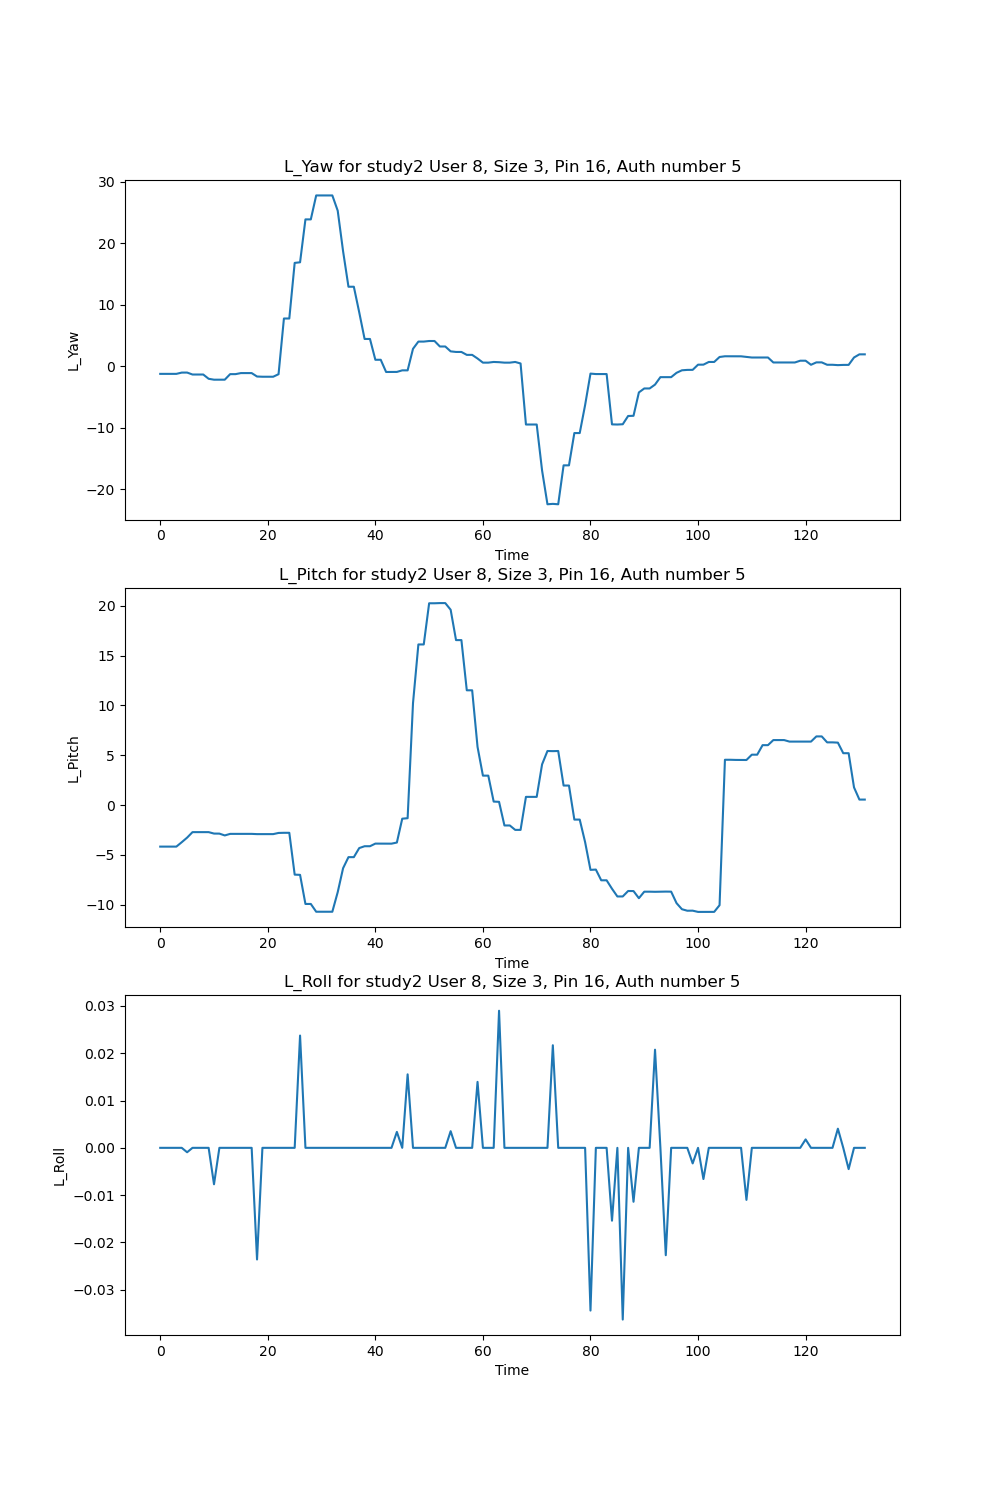 L_Yaw for study2 User 8, Size 3, Pin 16, Auth number 5
30
20
10
0
−10
−20
L_Yaw
0 20 40 60 80 100 120
Time
L_Pitch for study2 User 8, Size 3, Pin 16, Auth number 5
20
15
10
5
0
−5
−10
L_Pitch
0 20 40 60 80 100 120
Time
L_Roll for study2 User 8, Size 3, Pin 16, Auth number 5
0.03
0.02
0.01
0.00
−0.01
−0.02
−0.03
L_Roll
0 20 40 60 80 100 120
Time